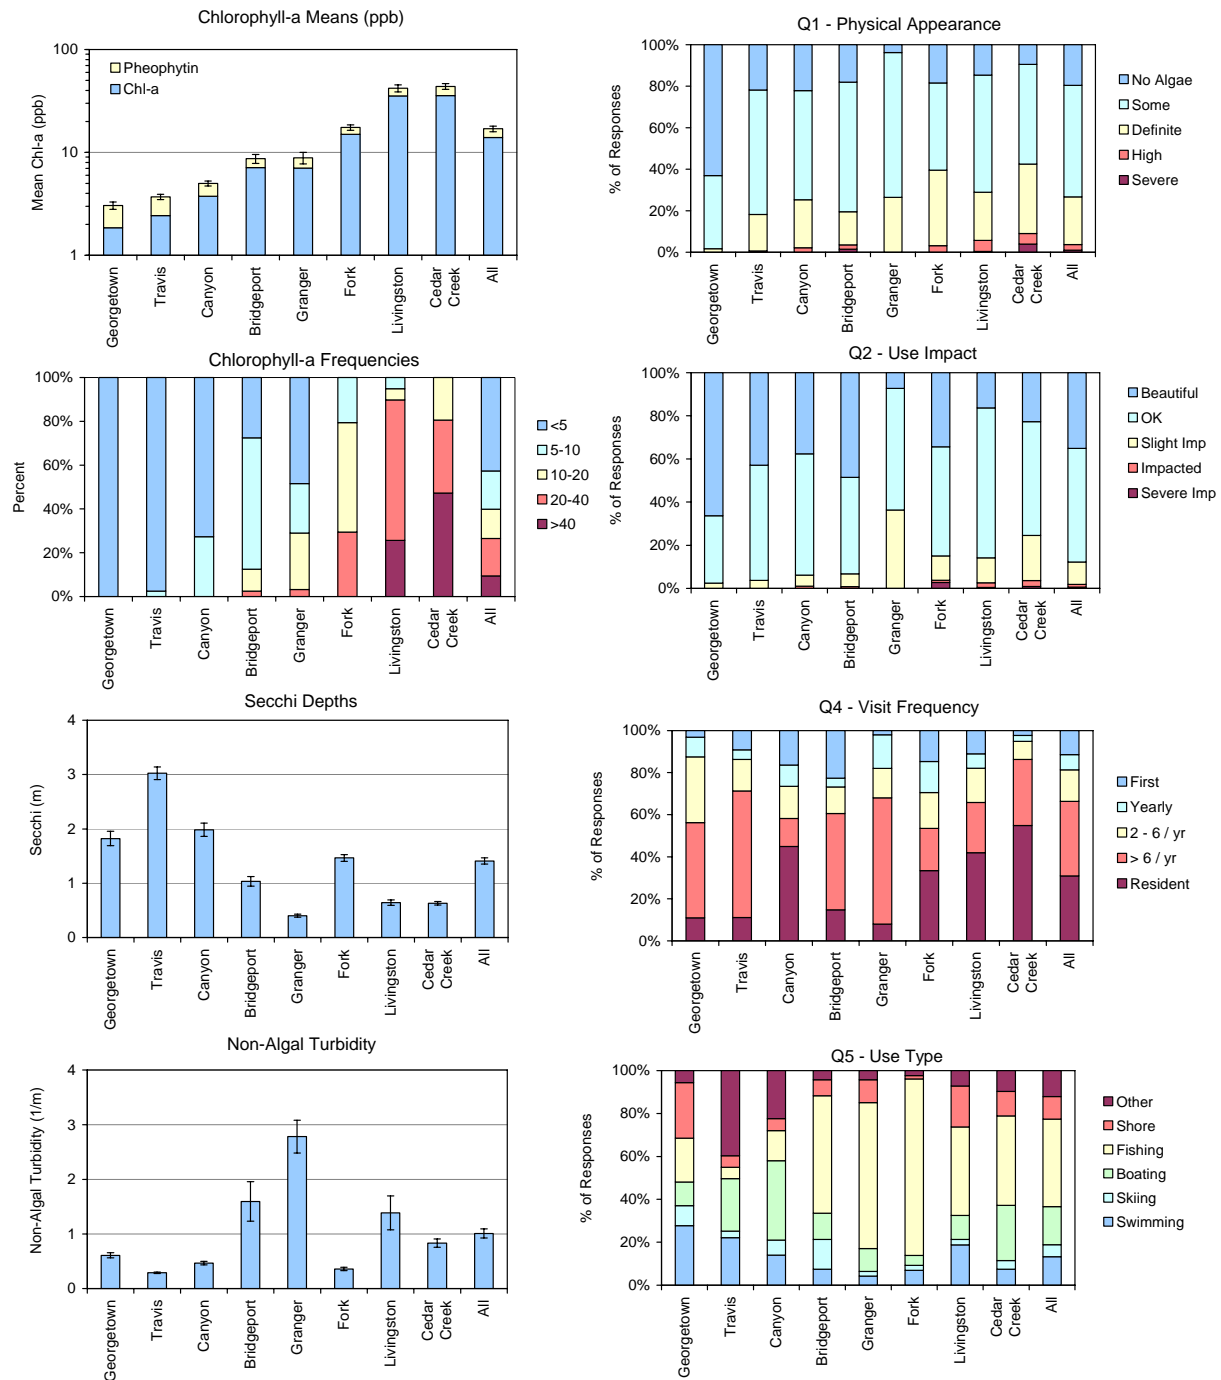 Chlorophyll-a Means (ppb)
Mean Chl-a (ppb)
100
10
1
Pheophytin
Chl-a
Georgetown
Travis
Canyon
Bridgeport
Granger
Fork
Livingston
Cedar
Creek
All
Q1 - Physical Appearance
% of Responses
100%
80%
60%
40%
20%
0%
No Algae
Some
Definite
High
Severe
Georgetown
Travis
Canyon
Bridgeport
Granger
Fork
Livingston
Cedar
Creek
All
Chlorophyll-a Frequencies
Percent
100%
80%
60%
40%
20%
0%
<5
5-10
10-20
20-40
>40
Georgetown
Travis
Canyon
Bridgeport
Granger
Fork
Livingston
Cedar
Creek
All
Q2 - Use Impact
% of Responses
100%
80%
60%
40%
20%
0%
Beautiful
OK
Slight Imp
Impacted
Severe Imp
Georgetown
Travis
Canyon
Bridgeport
Granger
Fork
Livingston
Cedar
Creek
All
Secchi Depths
Secchi (m)
4
3
2
1
0
Georgetown
Travis
Canyon
Bridgeport
Granger
Fork
Livingston
Cedar
Creek
All
Q4 - Visit Frequency
% of Responses
100%
80%
60%
40%
20%
0%
First
Yearly
2 - 6 / yr
> 6 / yr
Resident
Georgetown
Travis
Canyon
Bridgeport
Granger
Fork
Livingston
Cedar
Creek
All
Non-Algal Turbidity
Non-Algal Turbidity (1/m)
4
3
2
1
0
Georgetown
Travis
Canyon
Bridgeport
Granger
Fork
Livingston
Cedar
Creek
All
Q5 - Use Type
% of Responses
100%
80%
60%
40%
20%
0%
Other
Shore
Fishing
Boating
Skiing
Swimming
Georgetown
Travis
Canyon
Bridgeport
Granger
Fork
Livingston
Cedar
Creek
All